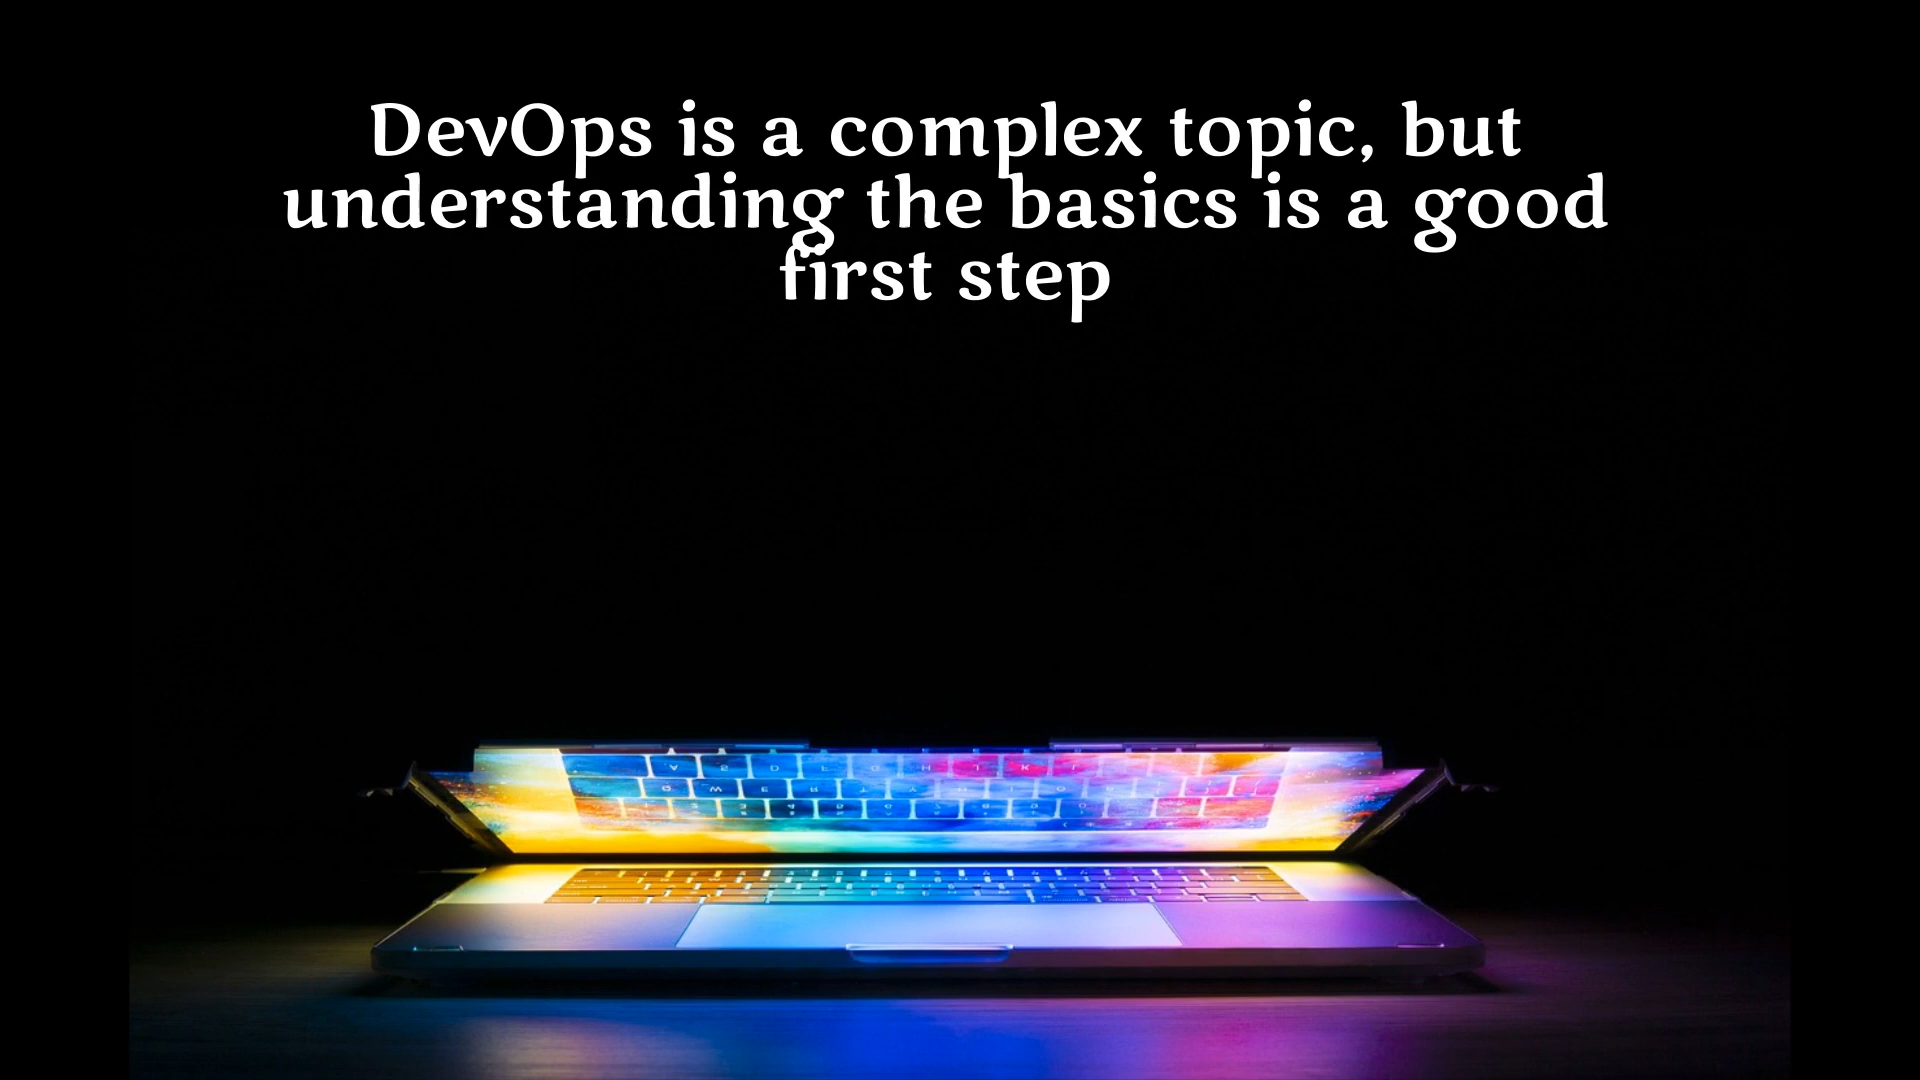 DevOps is a complex topic, but
understanding the basics is a good
first step